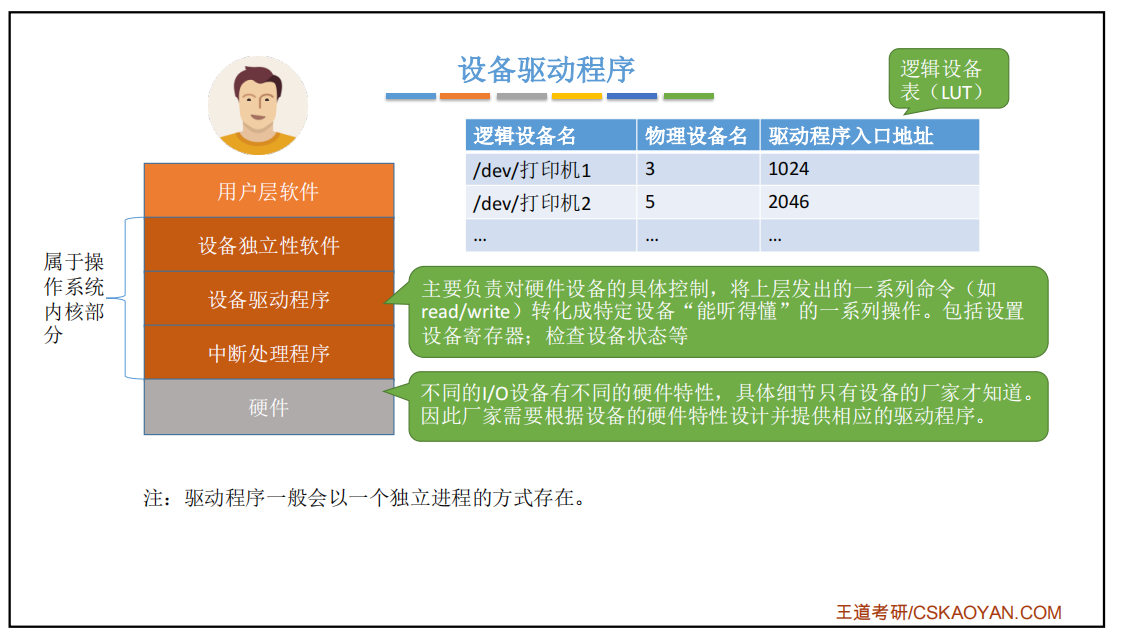 设备驱动程序
逻辑设备
表（LUT）
逻辑设备名 物理设备名 驱动程序入口地址
/dev/打印机1 3 1024
/dev/打印机2 5 2046
... ... ...
用户层软件
设备独立性软件
设备驱动程序
中断处理程序
硬件
属于操
作系统
内核部
分
主要负责对硬件设备的具体控制，将上层发出的一系列命令（如
read/write）转化成特定设备“能听得懂”的一系列操作。包括设置
设备寄存器；检查设备状态等
不同的I/O设备有不同的硬件特性，具体细节只有设备的厂家才知道。
因此厂家需要根据设备的硬件特性设计并提供相应的驱动程序。
注：驱动程序一般会以一个独立进程的方式存在。
王道考研/CSKAOYAN.COM